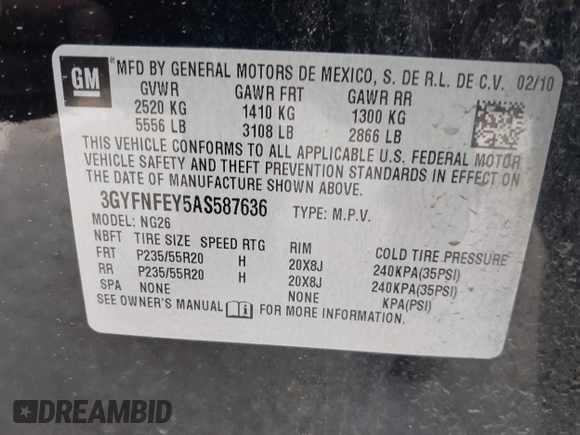 GM
MFD BY GENERAL MOTORS DE MEXICO, S. DE R.L. DE C.V. 02/10
GVWR GAWR FRT GAWR RR
2520 KG 1410 KG 1300 KG
5556 LB 3108 LB 2866 LB
THIS VEHICLE CONFORMS TO ALL APPLICABLE U.S. FEDERAL MOTOR
VEHICLE SAFETY AND THEFT PREVENTION STANDARDS IN EFFECT ON
THE DATE OF MANUFACTURE SHOWN ABOVE.
3GYFNFEY5AS587636 TYPE: M.P.V.
MODEL: NG26
NBFT TIRE SIZE SPEED RTG RIM COLD TIRE PRESSURE
FRT P235/55R20 H 20X8J 240KPA(35PSI)
RR P235/55R20 H 20X8J 240KPA(35PSI)
SPA NONE NONE KPA(PSI)
SEE OWNER'S MANUAL i FOR MORE INFORMATION.
DREAMBID